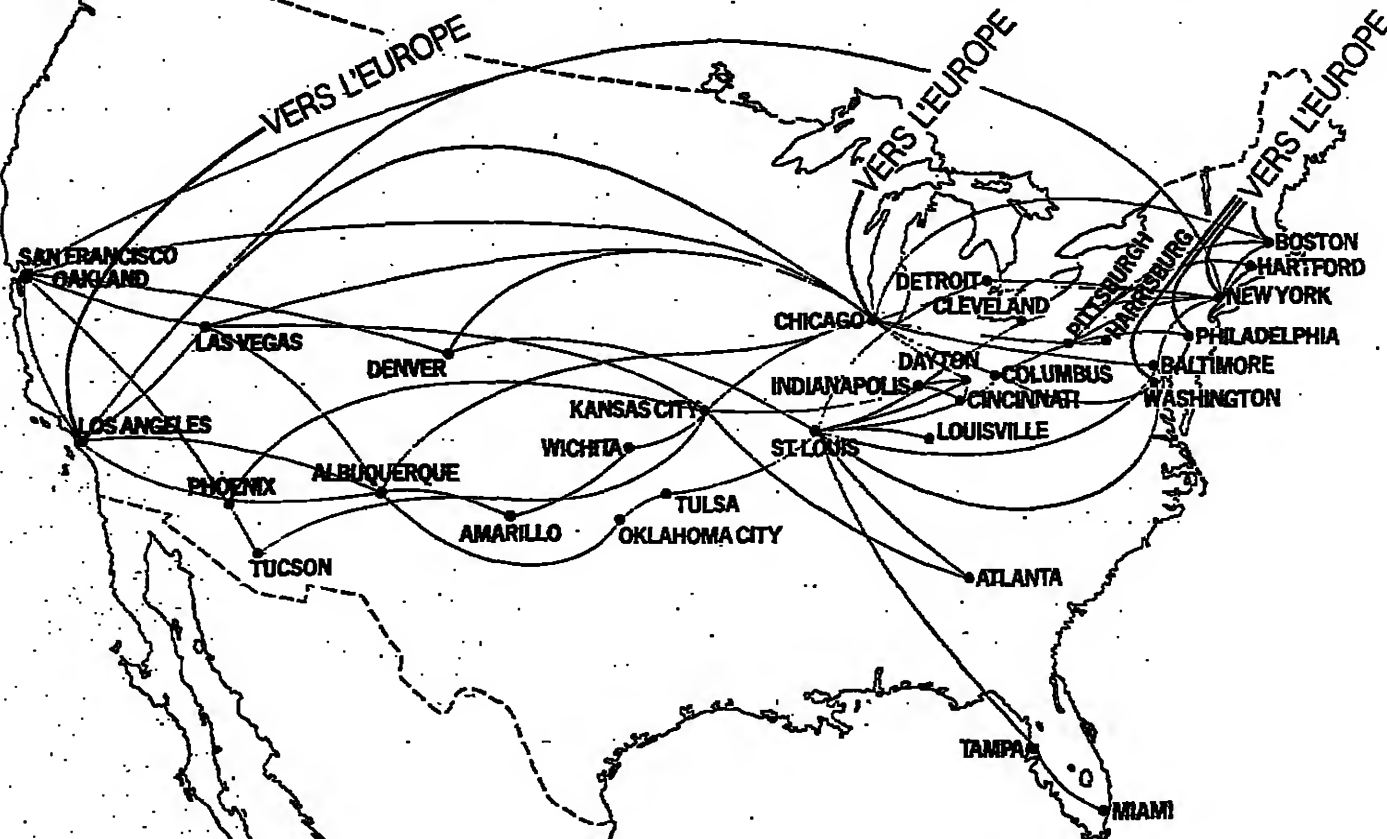 VERS L'EUROPE
VERS L'EUROPE
VERS L'EUROPE
SAN FRANCISCO
OAKLAND
LAS VEGAS
LOS ANGELES
DENVER
PHOENIX
TUCSON
ALBUQUERQUE
AMARILLO
WICHITA
KANSAS CITY
OKLAHOMA CITY
TULSA
ST. LOUIS
CHICAGO
DETROIT
CLEVELAND
DAYTON
INDIANAPOLIS
COLUMBUS
CINCINNATI
LOUISVILLE
PITTSBURGH
HARRISBURG
BOSTON
HARTFORD
NEW YORK
PHILADELPHIA
BALTIMORE
WASHINGTON
ATLANTA
TAMPA
MIAMI